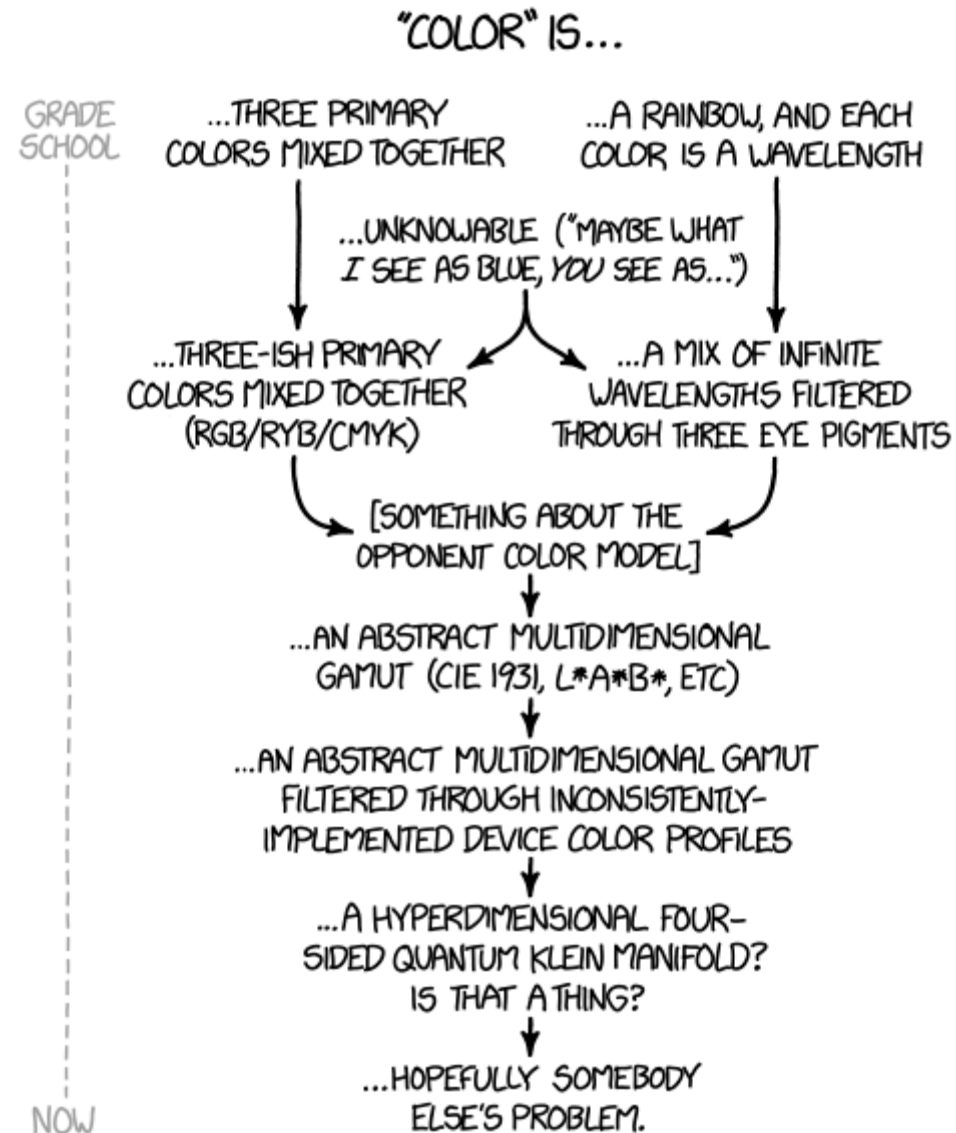 "COLOR" IS...
GRADE
SCHOOL
...THREE PRIMARY
COLORS MIXED TOGETHER
...A RAINBOW, AND EACH
COLOR IS A WAVELENGTH
...UNKNOWABLE ("MAYBE WHAT
I SEE AS BLUE, YOU SEE AS...")
...THREE-ISH PRIMARY
COLORS MIXED TOGETHER
(RGB/RYB/CMYK)
...A MIX OF INFINITE
WAVELENGTHS FILTERED
THROUGH THREE EYE PIGMENTS
[SOMETHING ABOUT THE
OPPONENT COLOR MODEL]
...AN ABSTRACT MULTIDIMENSIONAL
GAMUT (CIE 1931, L*A*B*, ETC)
...AN ABSTRACT MULTIDIMENSIONAL GAMUT
FILTERED THROUGH INCONSISTENTLY-
IMPLEMENTED DEVICE COLOR PROFILES
...A HYPERDIMENSIONAL FOUR-
SIDED QUANTUM KLEIN MANIFOLD?
IS THAT A THING?
...HOPEFULLY SOMEBODY
ELSE'S PROBLEM.
NOW